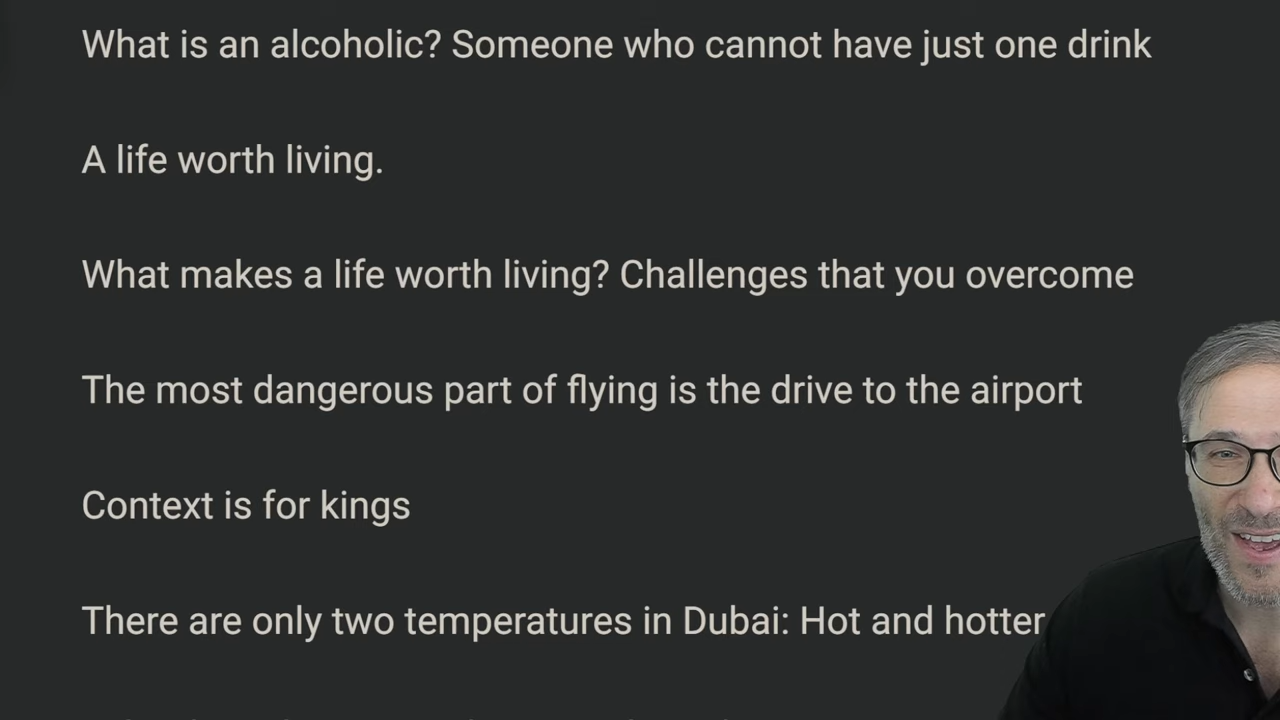 What is an alcoholic? Someone who cannot have just one drink
A life worth living.
What makes a life worth living? Challenges that you overcome
The most dangerous part of flying is the drive to the airport
Context is for kings
There are only two temperatures in Dubai: Hot and hotter